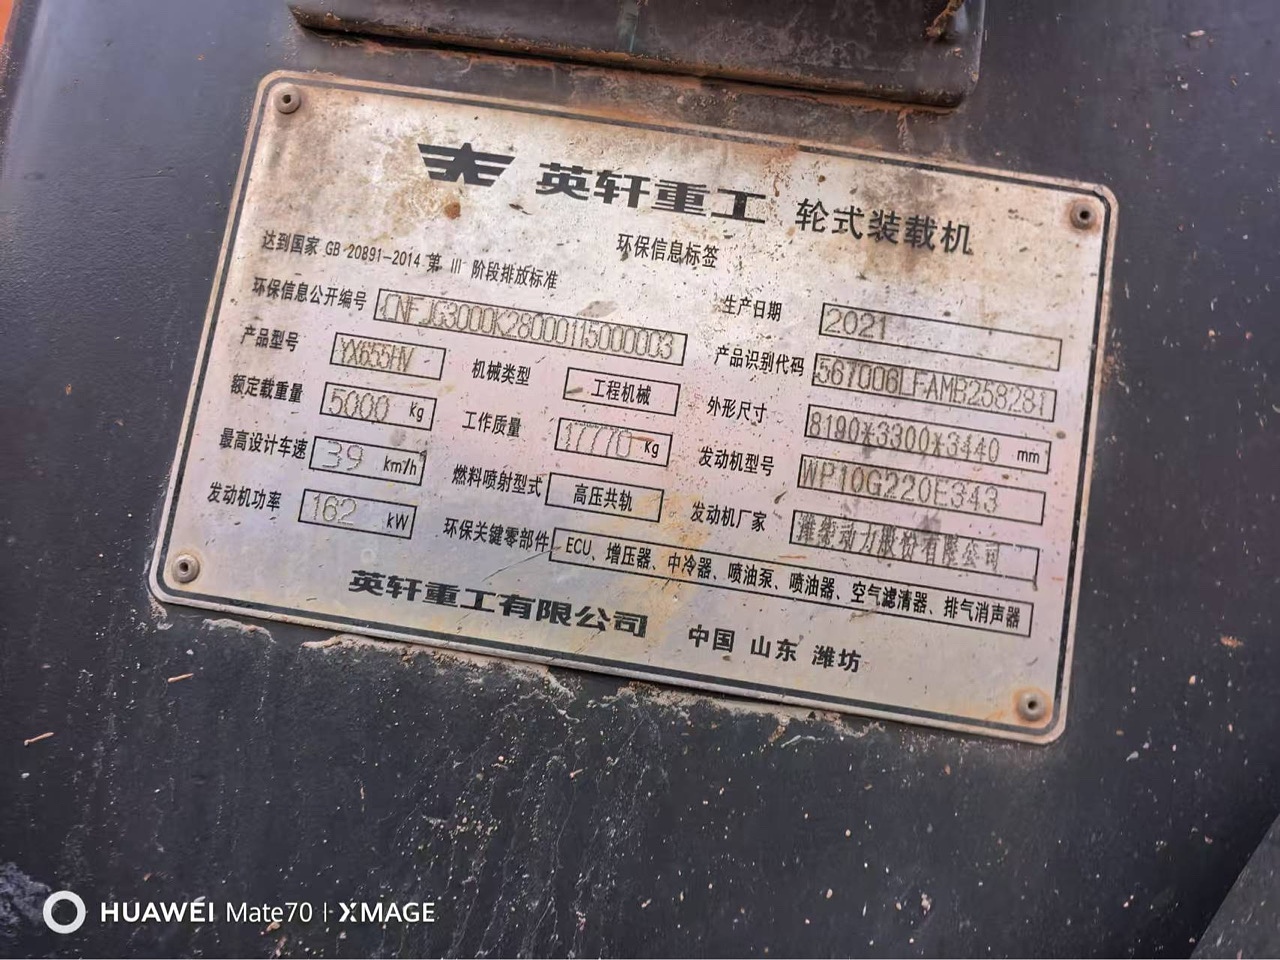 英轩重工 轮式装载机
环保信息标签
达到国家 GB 20891-2014 第 III 阶段排放标准
环保信息公开编号 CNFJG3000K28000115000003
生产日期 2021
产品型号 YX655HV
机械类型 工程机械
产品识别代码 567006LFAMB258281
额定载重量 5000 kg
工作质量 17770 kg
外形尺寸 8190*3300*3440 mm
最高设计车速 39 km/h
燃料喷射型式 高压共轨
发动机型号 WP10G220E343
发动机功率 162 kW
环保关键零部件 ECU、增压器、中冷器、喷油泵、喷油器、空气滤清器、排气消声器
发动机厂家 潍柴动力股份有限公司
英轩重工有限公司 中国 山东 潍坊
HUAWEI Mate70 | XMAGE